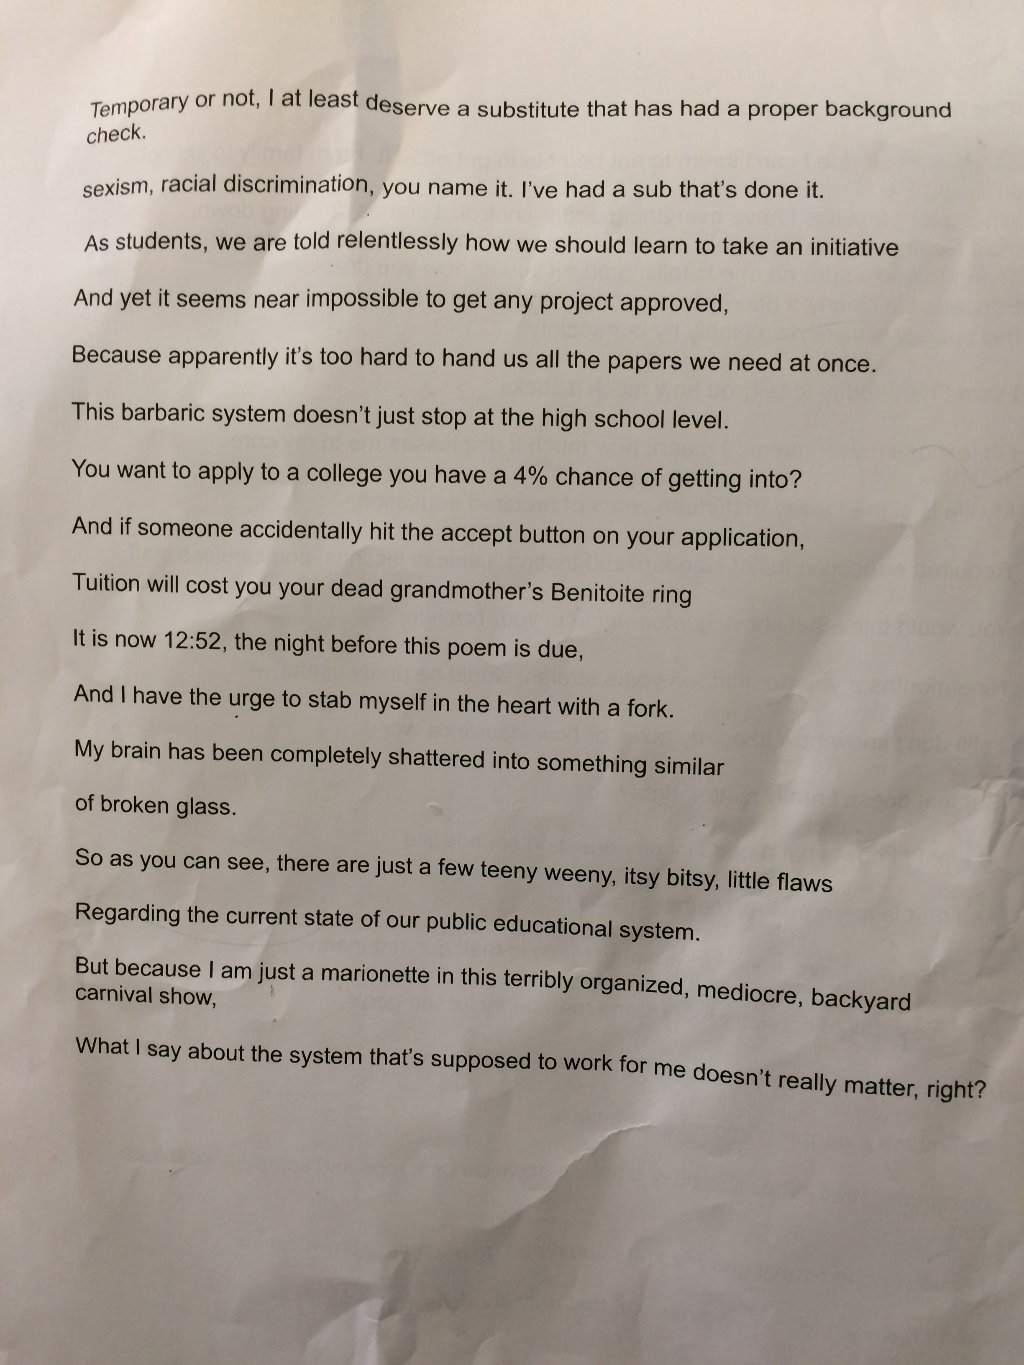 Temporary or not, I at least deserve a substitute that has had a proper background
check.
sexism, racial discrimination, you name it. I've had a sub that's done it.
As students, we are told relentlessly how we should learn to take an initiative
And yet it seems near impossible to get any project approved,
Because apparently it's too hard to hand us all the papers we need at once.
This barbaric system doesn't just stop at the high school level.
You want to apply to a college you have a 4% chance of getting into?
And if someone accidentally hit the accept button on your application,
Tuition will cost you your dead grandmother's Benitoite ring
It is now 12:52, the night before this poem is due,
And I have the urge to stab myself in the heart with a fork.
My brain has been completely shattered into something similar
of broken glass.
So as you can see, there are just a few teeny weeny, itsy bitsy, little flaws
Regarding the current state of our public educational system.
But because I am just a marionette in this terribly organized, mediocre, backyard
carnival show,
What I say about the system that's supposed to work for me doesn't really matter, right?